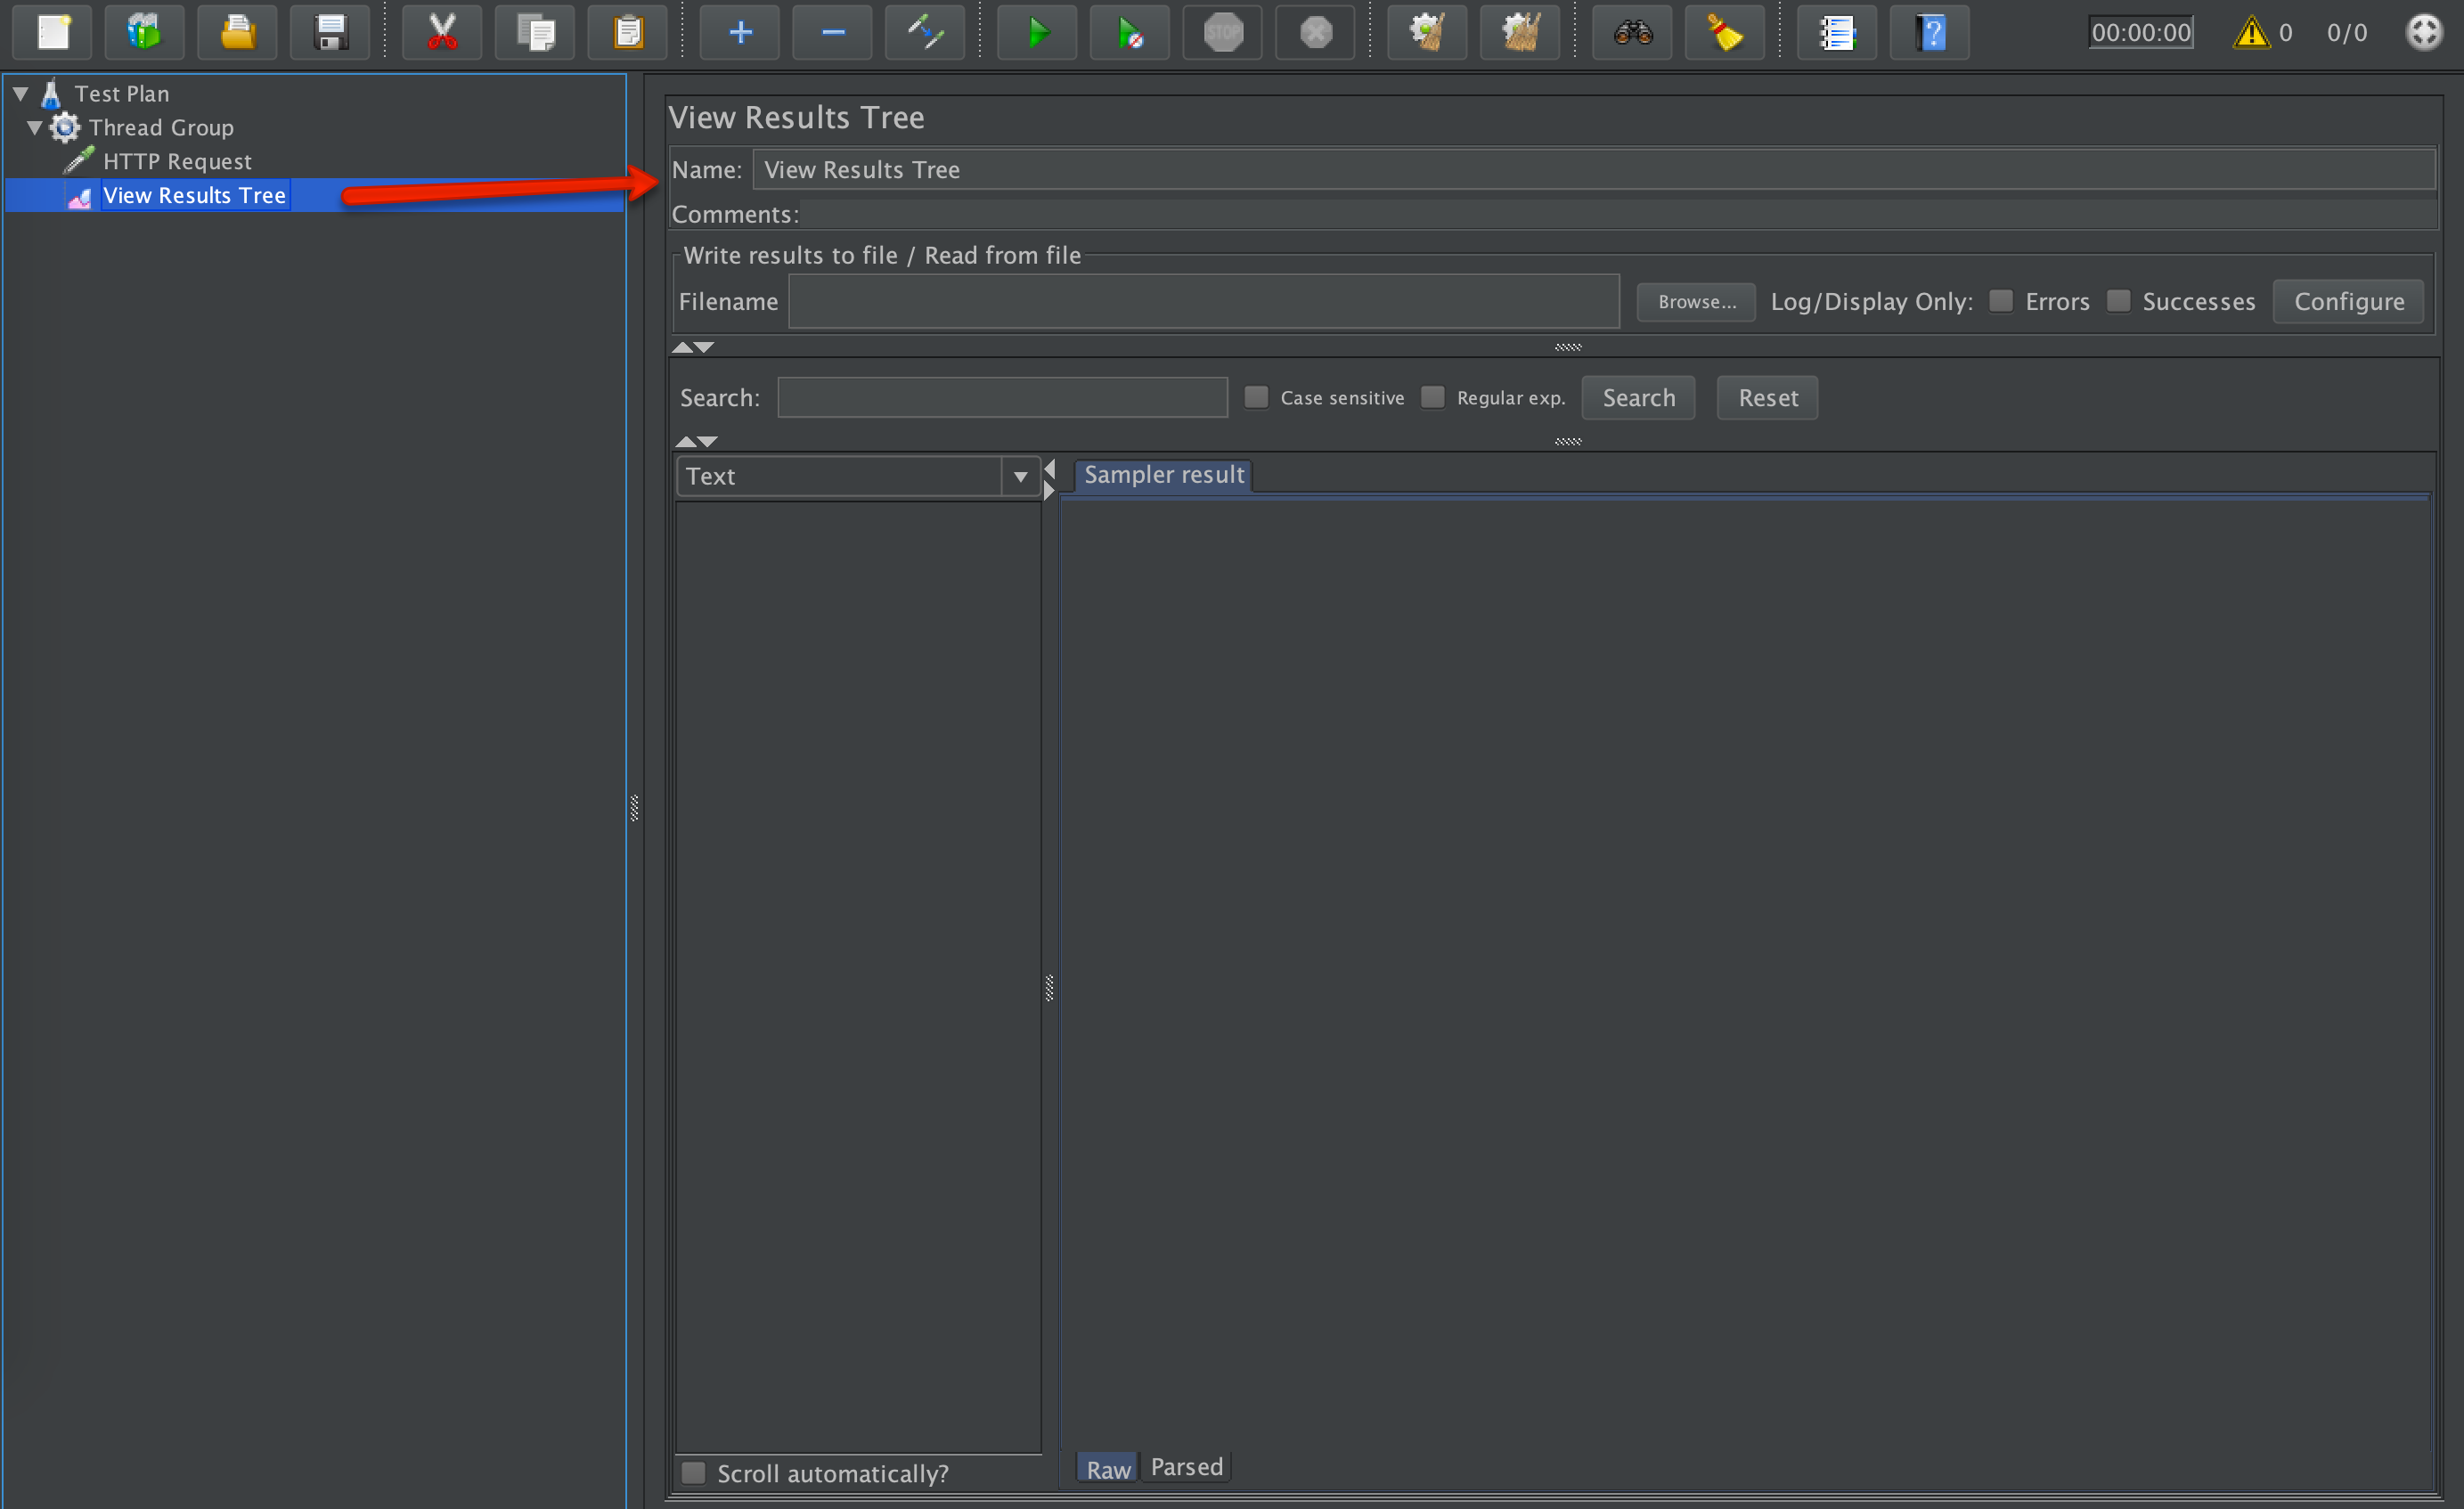 STOP
00:00:00 0 0/0
Test Plan
Thread Group
HTTP Request
View Results Tree
View Results Tree
Name: View Results Tree
Comments:
Write results to file / Read from file
Filename Browse... Log/Display Only: Errors Successes Configure
Search: Case sensitive Regular exp. Search Reset
Text
Sampler result
Scroll automatically?
Raw Parsed